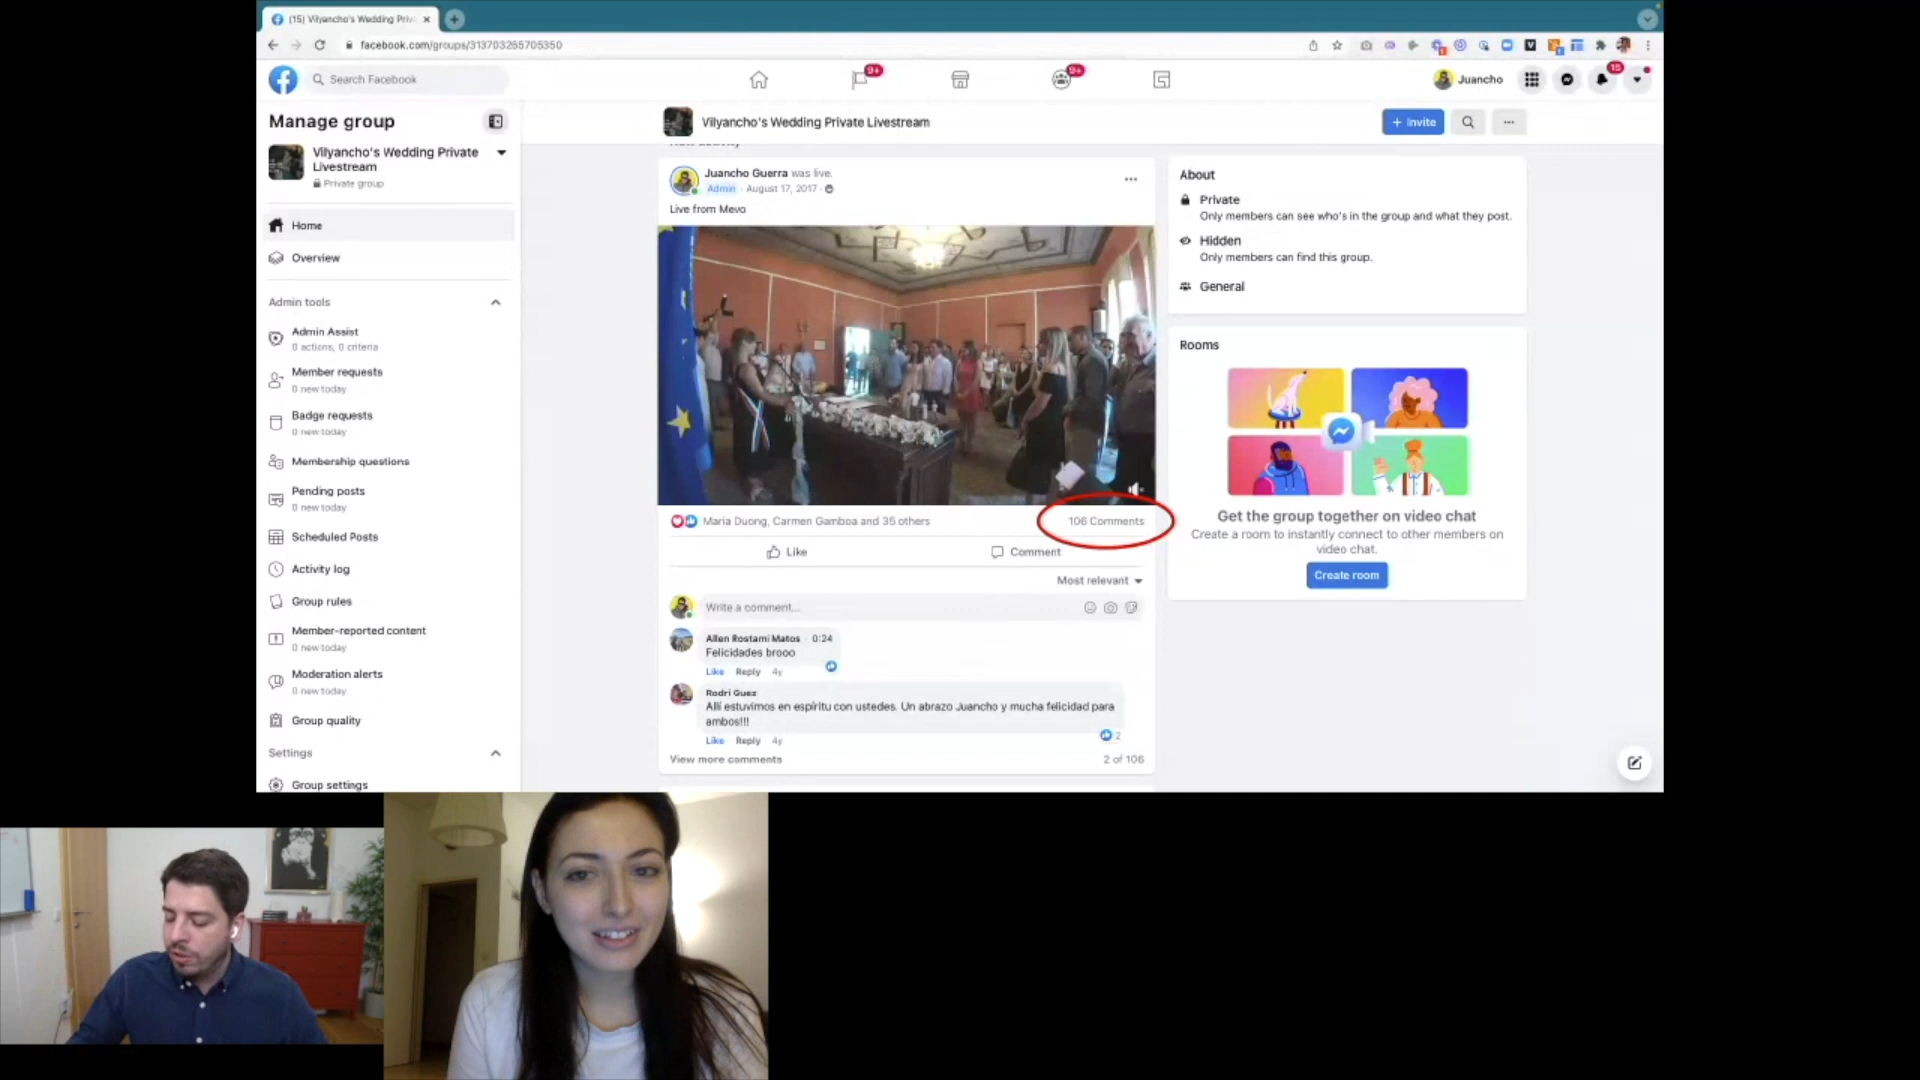 (15) Vilyancho's Wedding Priv
facebook.com/groups/313703265705350
Search Facebook
9+
9+
Juancho
15
Manage group
Vilyancho's Wedding Private
Livestream
Private group
Home
Overview
Admin tools
Admin Assist
0 actions, 0 criteria
Member requests
0 new today
Badge requests
0 new today
Membership questions
Pending posts
0 new today
Scheduled Posts
Activity log
Group rules
Member-reported content
0 new today
Moderation alerts
0 new today
Group quality
Settings
Group settings
Vilyancho's Wedding Private Livestream
+ Invite
Juancho Guerra was live.
Admin · August 17, 2017 ·
Live from Mevo
Maria Duong, Carmen Gamboa and 35 others
106 Comments
Like
Comment
Most relevant
Write a comment...
Allen Rostami Matos · 0:24
Felicidades brooo
Like Reply 4y
Rodri Guez
Allí estuvimos en espíritu con ustedes. Un abrazo Juancho y mucha felicidad para
ambos!!!
2
Like Reply 4y
View more comments
2 of 106
About
Private
Only members can see who's in the group and what they post.
Hidden
Only members can find this group.
General
Rooms
Get the group together on video chat
Create a room to instantly connect to other members on
video chat.
Create room